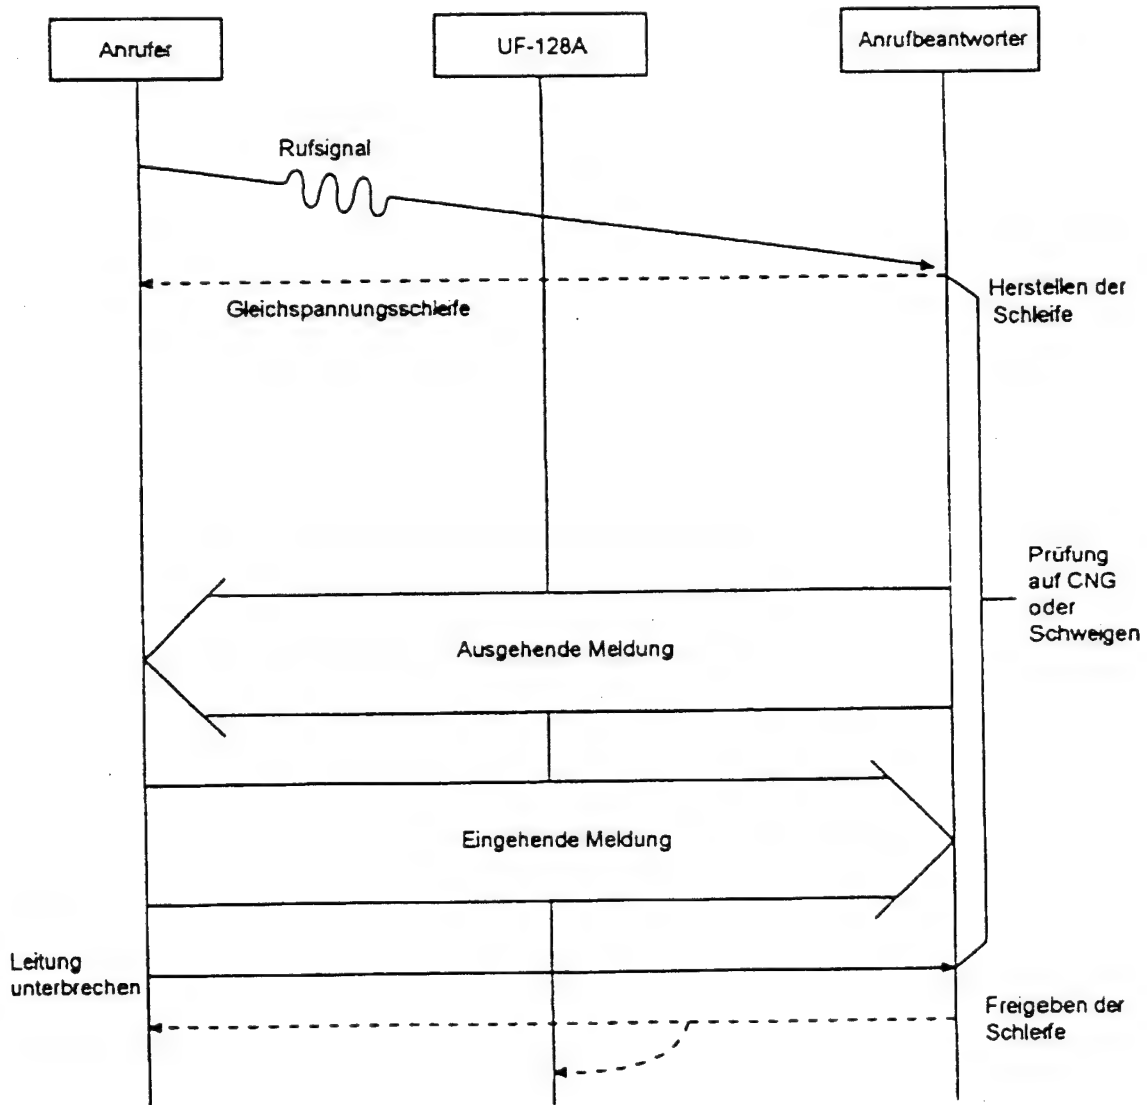 Anrufer
UF-128A
Anrufbeantworter
Rufsignal
Gleichspannungsschleife
Herstellen der
Schleife
Prüfung
auf CNG
oder
Schweigen
Ausgehende Meldung
Eingehende Meldung
Leitung
unterbrechen
Freigeben der
Schleife